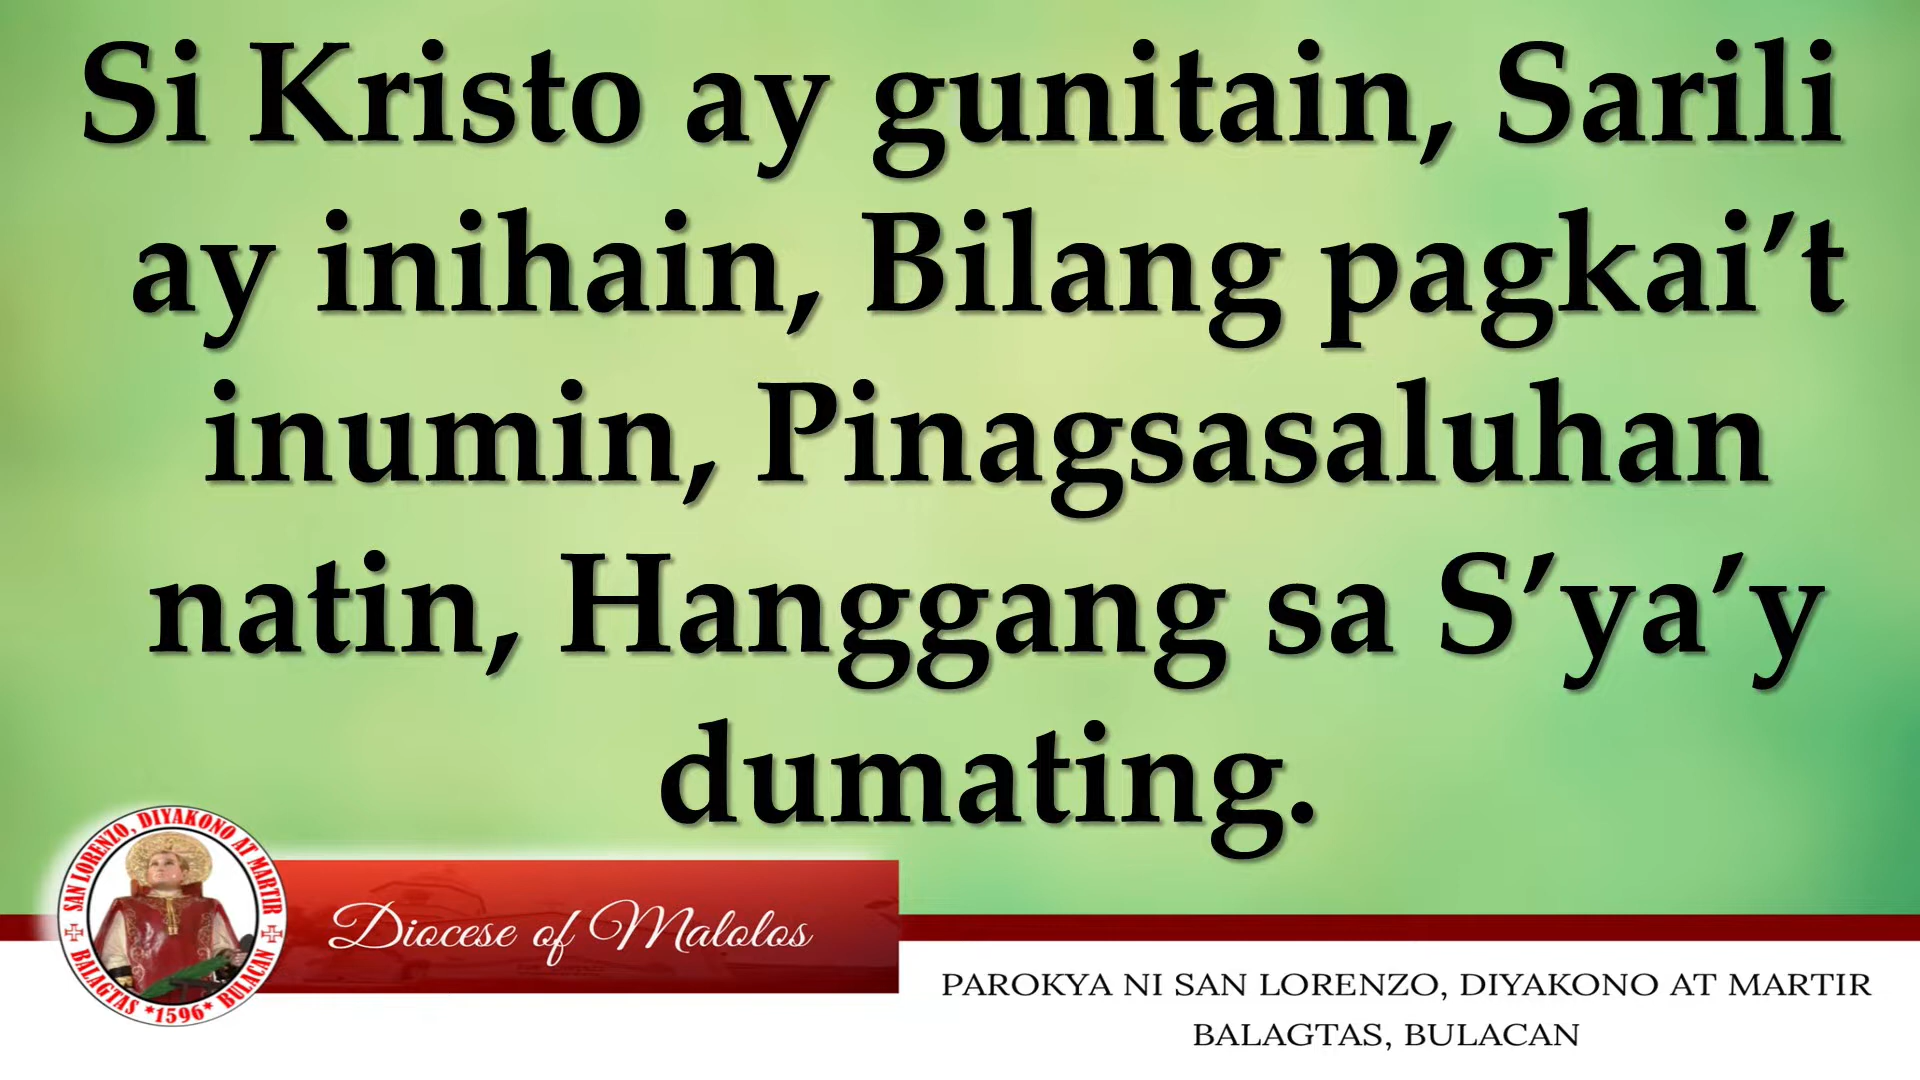 Si Kristo ay gunitain, Sarili
ay inihain, Bilang pagkai’t
inumin, Pinagsasaluhan
natin, Hanggang sa S’ya’y
dumating.
SAN LORENZO, DIYAKONO AT MARTIR
BALAGTAS *1596* BULACAN
Diocese of Malolos
PAROKYA NI SAN LORENZO, DIYAKONO AT MARTIR
BALAGTAS, BULACAN